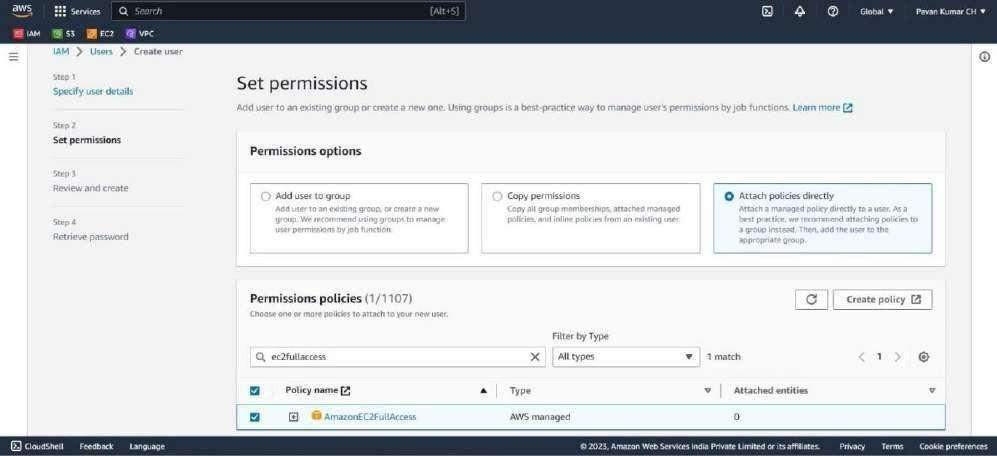 aws
Services
Search
[Alt+S]
Global
Pavan Kumar CH
IAM
S3
EC2
VPC
IAM > Users > Create user
Step 1
Specify user details
Step 2
Set permissions
Step 3
Review and create
Step 4
Retrieve password
Set permissions
Add user to an existing group or create a new one. Using groups is a best-practice way to manage user's permissions by job functions. Learn more
Permissions options
Add user to group
Add user to an existing group, or create a new
group. We recommend using groups to manage
user permissions by job function.
Copy permissions
Copy all group memberships, attached managed
policies, and inline policies from an existing user.
Attach policies directly
Attach a managed policy directly to a user. As a
best practice, we recommend attaching policies to
a group instead. Then, add the user to the
appropriate group.
Permissions policies (1/1107)
Choose one or more policies to attach to your new user.
Create policy
Filter by Type
ec2fullaccess
All types
1 match
1
Policy name
Type
Attached entities
AmazonEC2FullAccess
AWS managed
0
CloudShell
Feedback
Language
© 2023, Amazon Web Services India Private Limited or its affiliates.
Privacy
Terms
Cookie preferences